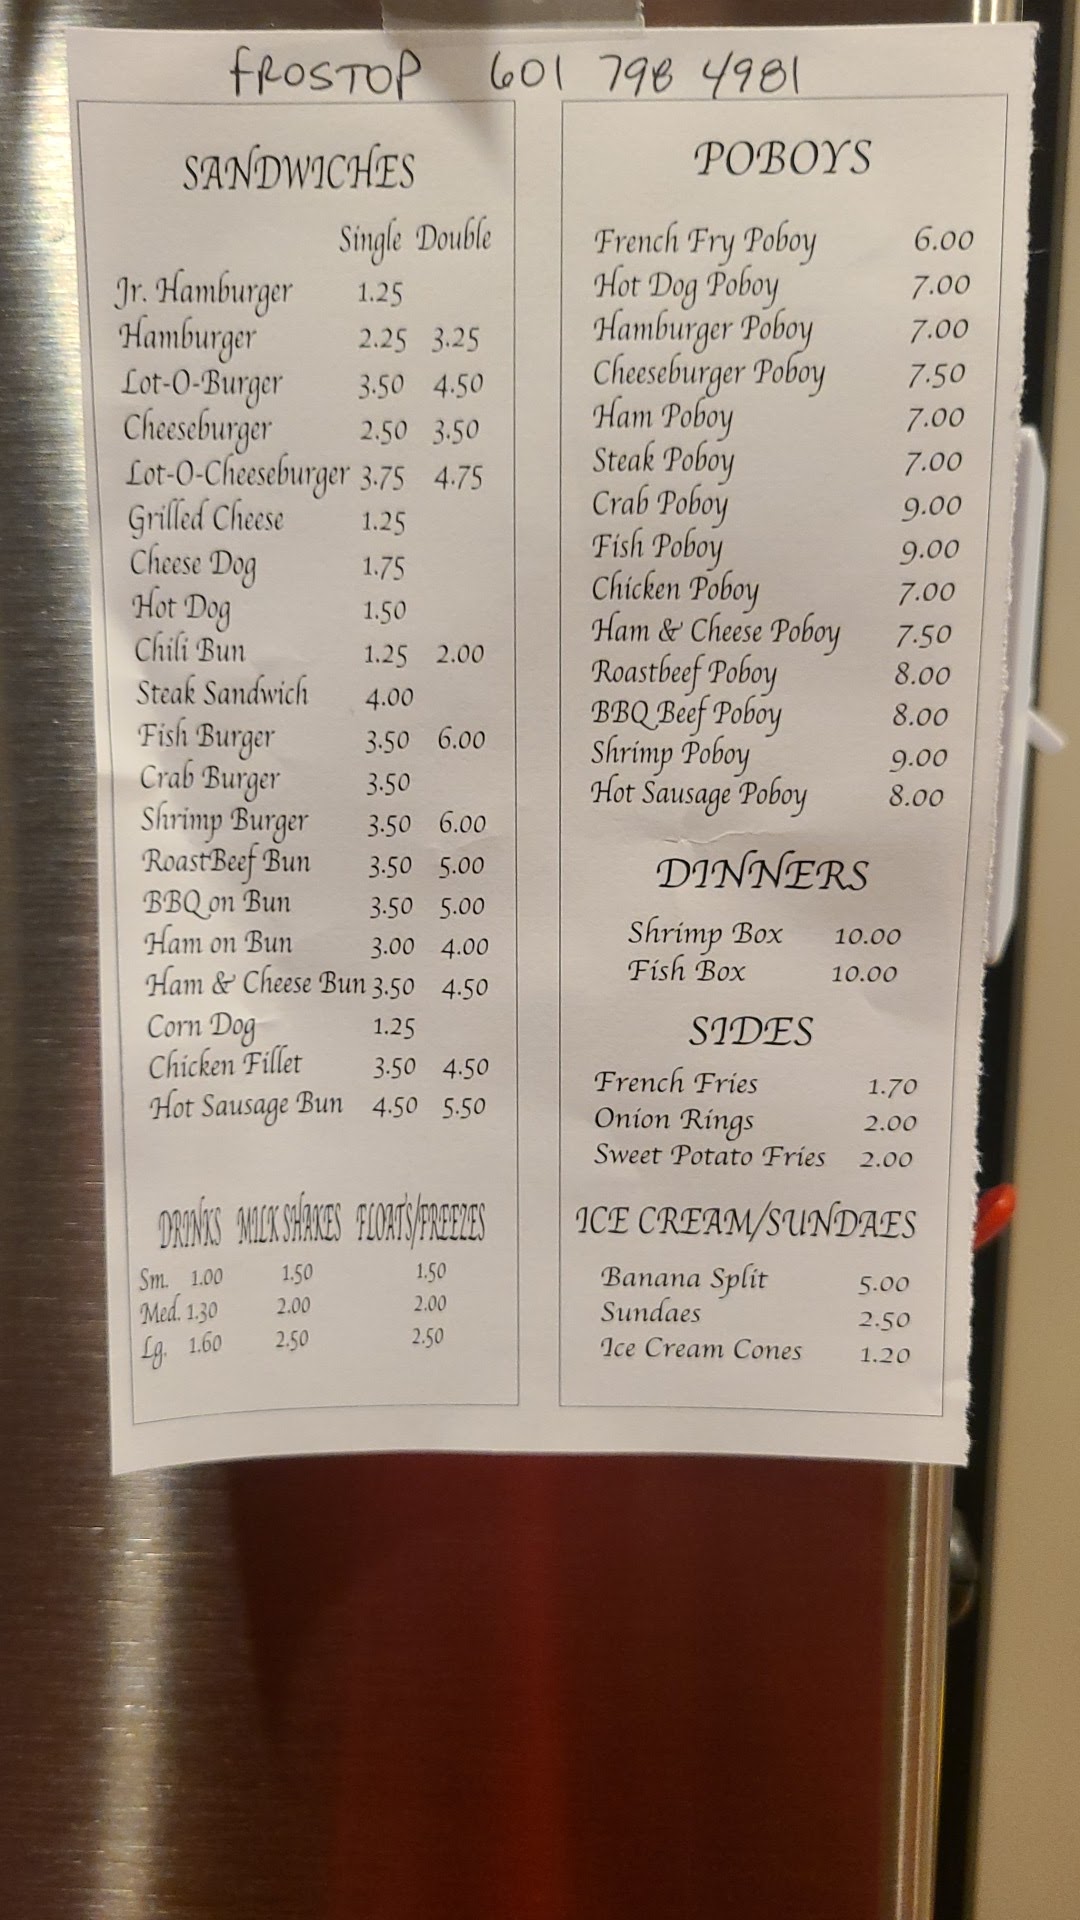 FROSTOP 601 798 4981
SANDWICHES
Single Double
Jr. Hamburger 1.25
Hamburger 2.25 3.25
Lot-O-Burger 3.50 4.50
Cheeseburger 2.50 3.50
Lot-O-Cheeseburger 3.75 4.75
Grilled Cheese 1.25
Cheese Dog 1.75
Hot Dog 1.50
Chili Bun 1.25 2.00
Steak Sandwich 4.00
Fish Burger 3.50 6.00
Crab Burger 3.50
Shrimp Burger 3.50 6.00
RoastBeef Bun 3.50 5.00
BBQ on Bun 3.50 5.00
Ham on Bun 3.00 4.00
Ham & Cheese Bun 3.50 4.50
Corn Dog 1.25
Chicken Fillet 3.50 4.50
Hot Sausage Bun 4.50 5.50
DRINKS MILK SHAKES FLOATS/FREEZES
Sm. 1.00 1.50 1.50
Med. 1.30 2.00 2.00
Lg. 1.60 2.50 2.50
POBOYS
French Fry Poboy 6.00
Hot Dog Poboy 7.00
Hamburger Poboy 7.00
Cheeseburger Poboy 7.50
Ham Poboy 7.00
Steak Poboy 7.00
Crab Poboy 9.00
Fish Poboy 9.00
Chicken Poboy 7.00
Ham & Cheese Poboy 7.50
Roastbeef Poboy 8.00
BBQ Beef Poboy 8.00
Shrimp Poboy 9.00
Hot Sausage Poboy 8.00
DINNERS
Shrimp Box 10.00
Fish Box 10.00
SIDES
French Fries 1.70
Onion Rings 2.00
Sweet Potato Fries 2.00
ICE CREAM/SUNDAES
Banana Split 5.00
Sundaes 2.50
Ice Cream Cones 1.20